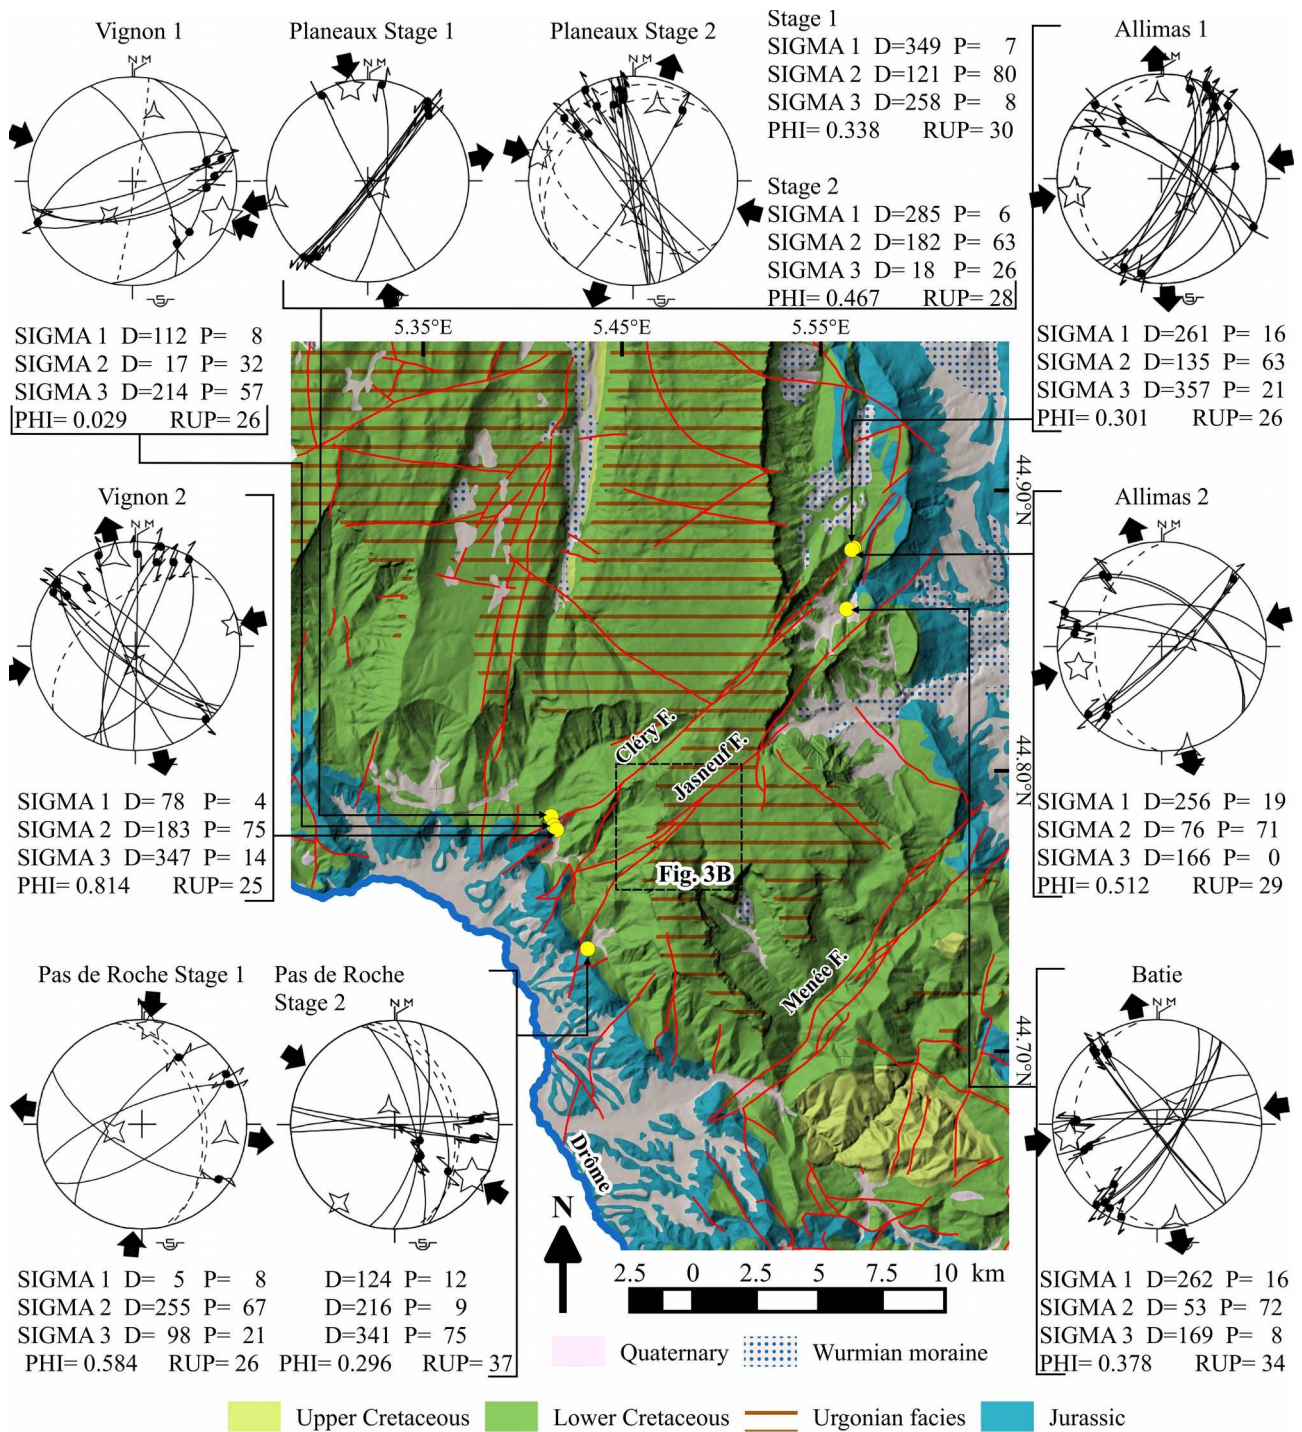 Vignon 1
Planeaux Stage 1
Planeaux Stage 2
Stage 1
SIGMA 1 D=349 P= 7
SIGMA 2 D=121 P= 80
SIGMA 3 D=258 P= 8
PHI= 0.338 RUP= 30
Stage 2
SIGMA 1 D=285 P= 6
SIGMA 2 D=182 P= 63
SIGMA 3 D= 18 P= 26
PHI= 0.467 RUP= 28
Allimas 1
N M
N M
N M
N M
S
S
S
S
SIGMA 1 D=112 P= 8
SIGMA 2 D= 17 P= 32
SIGMA 3 D=214 P= 57
PHI= 0.029 RUP= 26
SIGMA 1 D=261 P= 16
SIGMA 2 D=135 P= 63
SIGMA 3 D=357 P= 21
PHI= 0.301 RUP= 26
5.35°E
5.45°E
5.55°E
44.90°N
44.80°N
44.70°N
Vignon 2
N M
SIGMA 1 D= 78 P= 4
SIGMA 2 D=183 P= 75
SIGMA 3 D=347 P= 14
PHI= 0.814 RUP= 25
Allimas 2
N M
SIGMA 1 D=256 P= 19
SIGMA 2 D= 76 P= 71
SIGMA 3 D=166 P= 0
PHI= 0.512 RUP= 29
Cléry F.
Jasneuf F.
Fig. 3B
Menée F.
Drôme
Pas de Roche Stage 1
Pas de Roche
Stage 2
N M
N M
S
S
SIGMA 1 D= 5 P= 8
SIGMA 2 D=255 P= 67
SIGMA 3 D= 98 P= 21
PHI= 0.584 RUP= 26
D=124 P= 12
D=216 P= 9
D=341 P= 75
PHI= 0.296 RUP= 37
Batie
N M
SIGMA 1 D=262 P= 16
SIGMA 2 D= 53 P= 72
SIGMA 3 D=169 P= 8
PHI= 0.378 RUP= 34
N
2.5 0 2.5 5 7.5 10 km
Quaternary
Wurmian moraine
Upper Cretaceous
Lower Cretaceous
Urgonian facies
Jurassic